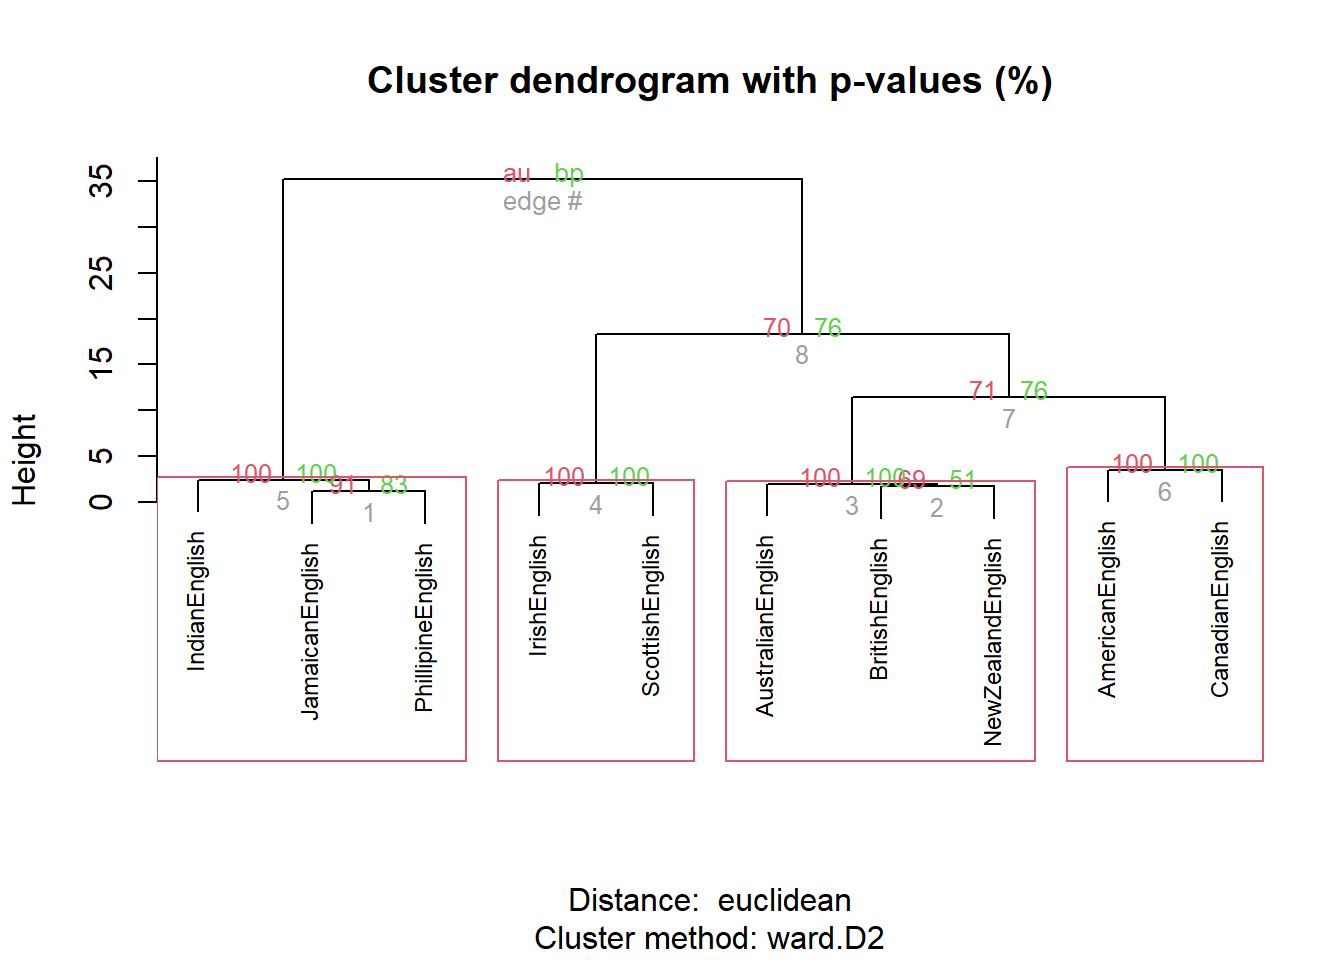 Cluster dendrogram with p-values (%)
Height
35
25
15
5
0
au bp
edge #
70 76
8
71 76
7
100 100
5
91 83
1
100 100
4
100 100
3
69 51
2
100 100
6
IndianEnglish
JamaicanEnglish
PhillipineEnglish
IrishEnglish
ScottishEnglish
AustralianEnglish
BritishEnglish
NewZealandEnglish
AmericanEnglish
CanadianEnglish
Distance: euclidean
Cluster method: ward.D2